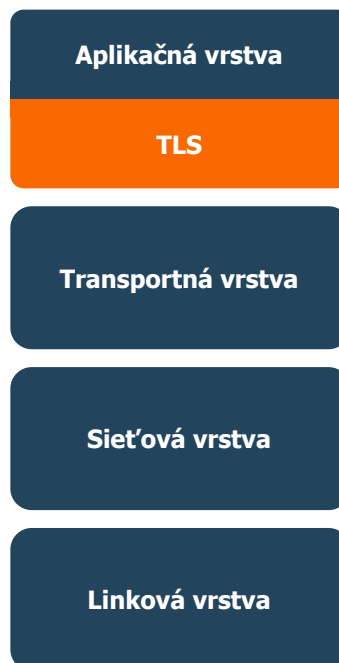 Aplikačná vrstva
TLS
Transportná vrstva
Sieťová vrstva
Linková vrstva